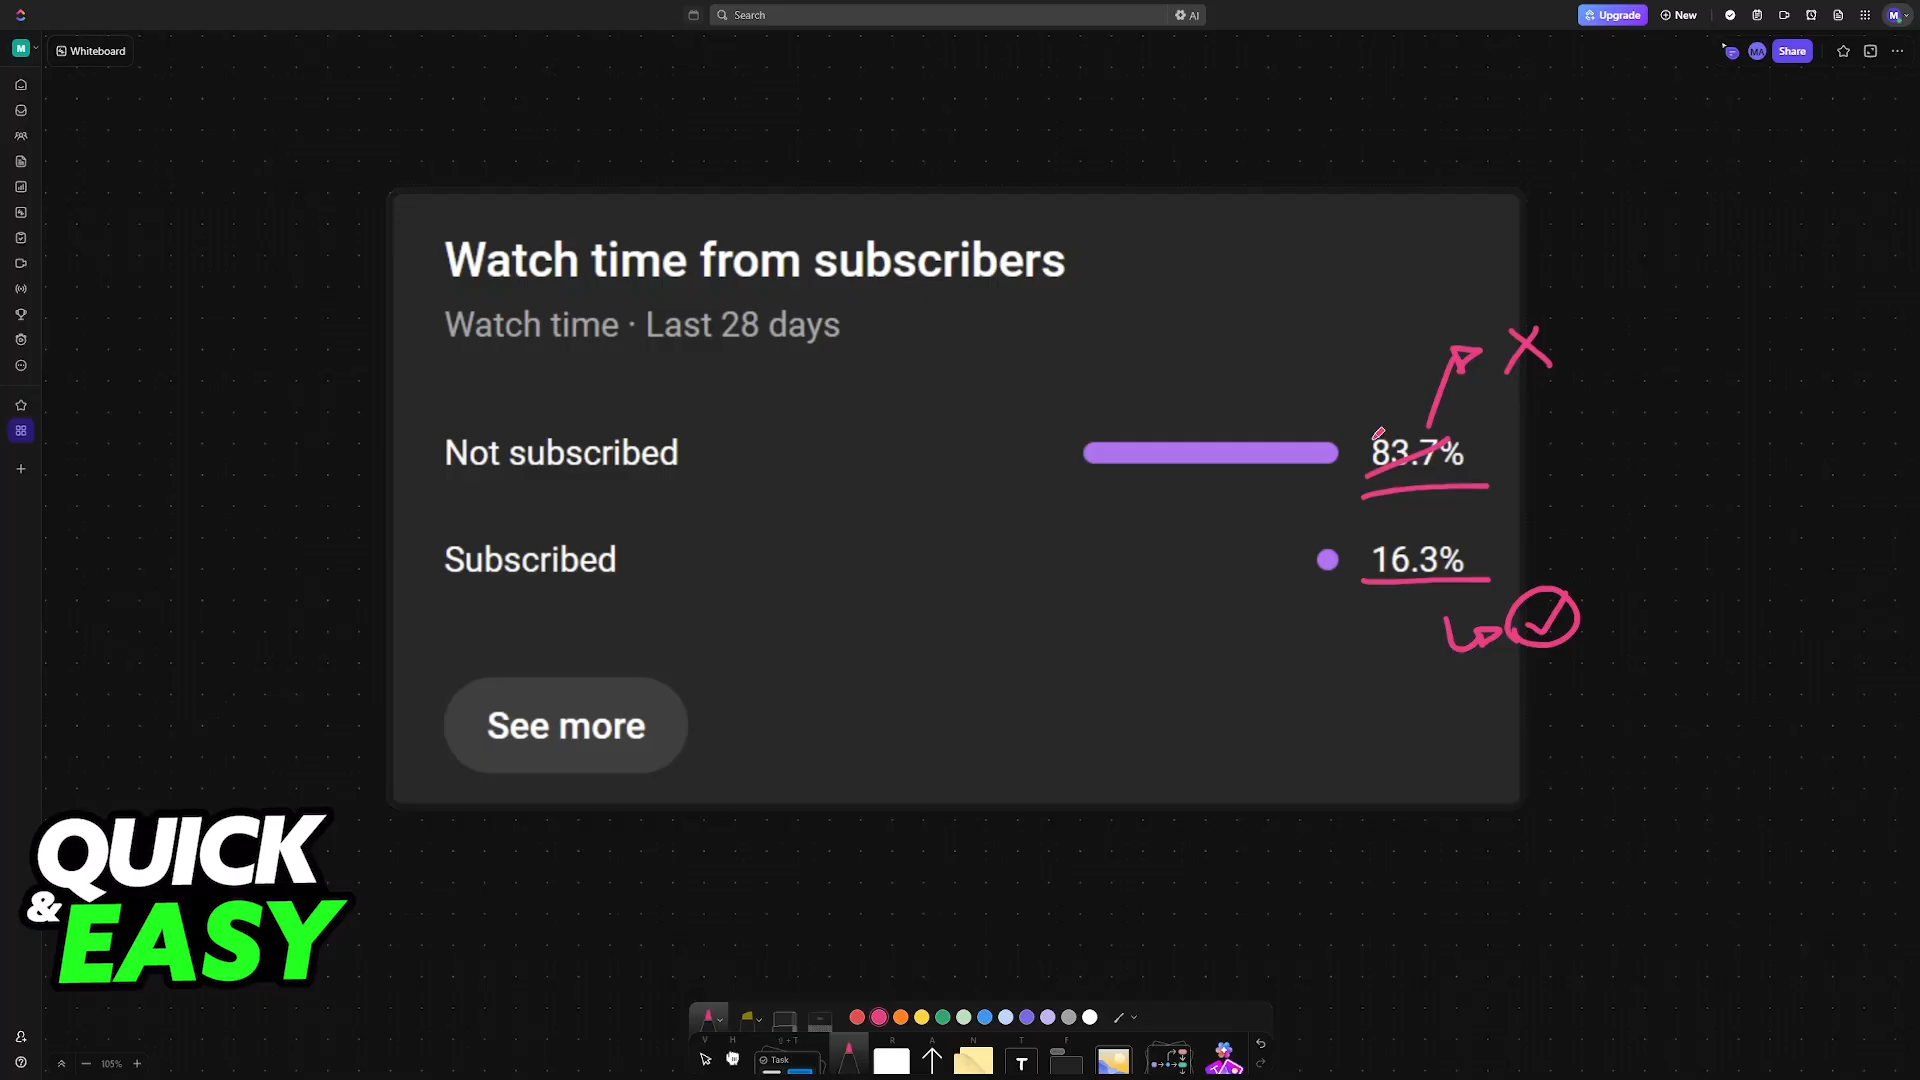 Search
AI
Upgrade
New
M
M
Whiteboard
MA
Share
Watch time from subscribers
Watch time · Last 28 days
Not subscribed
83.7%
Subscribed
16.3%
See more
QUICK
& EASY
V
H
⇧ + T
R
A
N
T
F
Task
T
105%